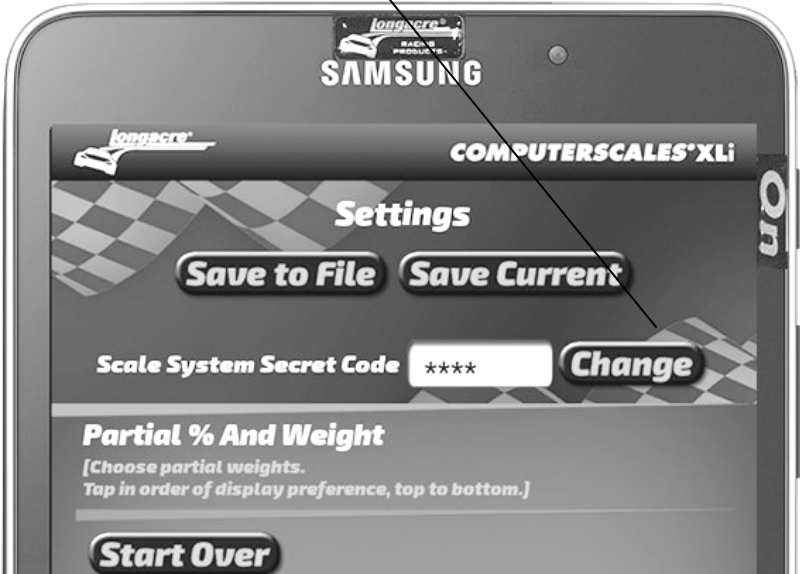 longacre®
RACING
PRODUCTS
SAMSUNG
longacre®
COMPUTERSCALES®XLi
On
Settings
Save to File
Save Current
Scale System Secret Code
****
Change
Partial % And Weight
[Choose partial weights.
Tap in order of display preference, top to bottom.]
Start Over